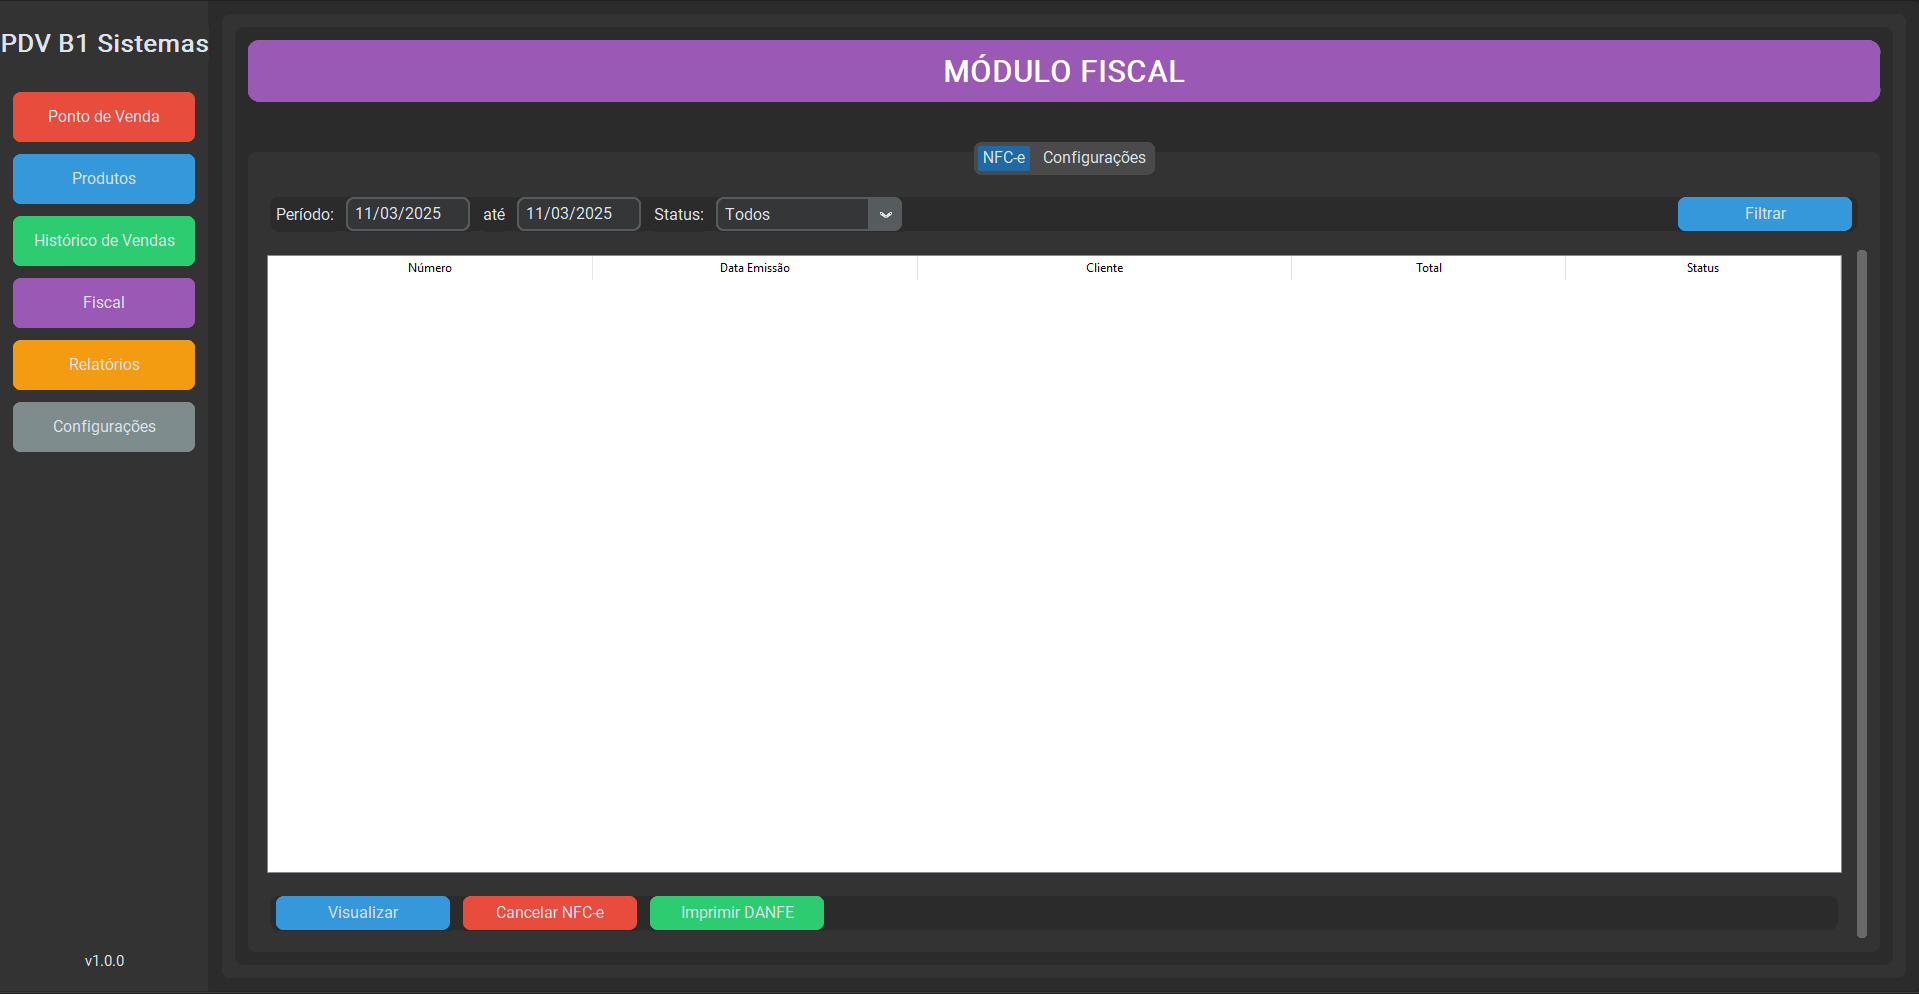 PDV B1 Sistemas
Ponto de Venda
Produtos
Histórico de Vendas
Fiscal
Relatórios
Configurações
v1.0.0
MÓDULO FISCAL
NFC-e Configurações
Período: 11/03/2025 até 11/03/2025 Status: Todos Filtrar
Número Data Emissão Cliente Total Status
Visualizar Cancelar NFC-e Imprimir DANFE